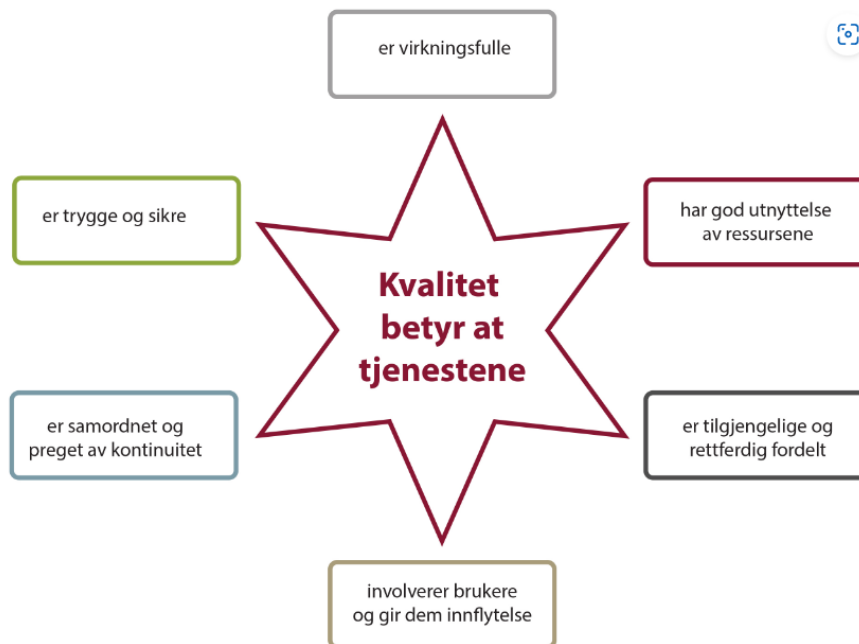 er virkningsfulle
er trygge og sikre
har god utnyttelse
av ressursene
Kvalitet
betyr at
tjenestene
er samordnet og
preget av kontinuitet
er tilgjengelige og
rettferdig fordelt
involverer brukere
og gir dem innflytelse